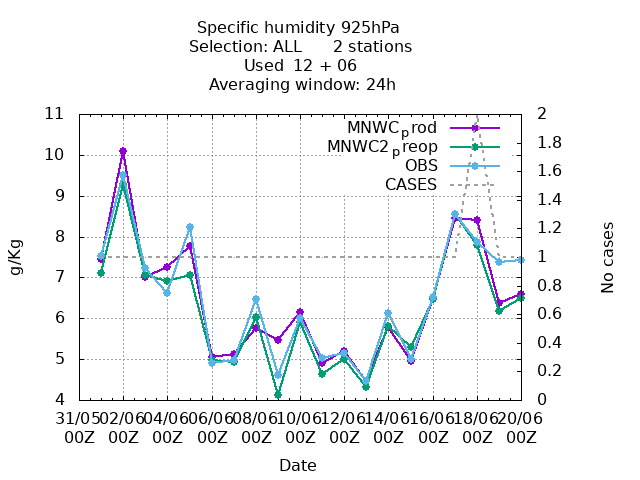 Specific humidity 925hPa
Selection: ALL      2 stations
Used  12 + 06
Averaging window: 24h
MNWC_prod
MNWC2_preop
OBS
CASES
g/Kg
11
10
9
8
7
6
5
4
No cases
2
1.8
1.6
1.4
1.2
1
0.8
0.6
0.4
0.2
0
31/05 02/06 04/06 06/06 08/06 10/06 12/06 14/06 16/06 18/06 20/06
00Z 00Z 00Z 00Z 00Z 00Z 00Z 00Z 00Z 00Z 00Z
Date